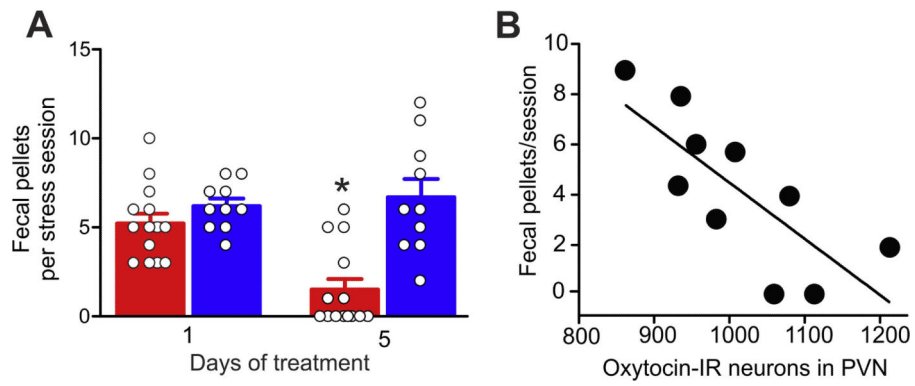 A
Fecal pellets
per stress session
15
10
5
0
*
1
5
Days of treatment
B
Fecal pellets/session
10
8
6
4
2
0
800
900
1000
1100
1200
Oxytocin-IR neurons in PVN